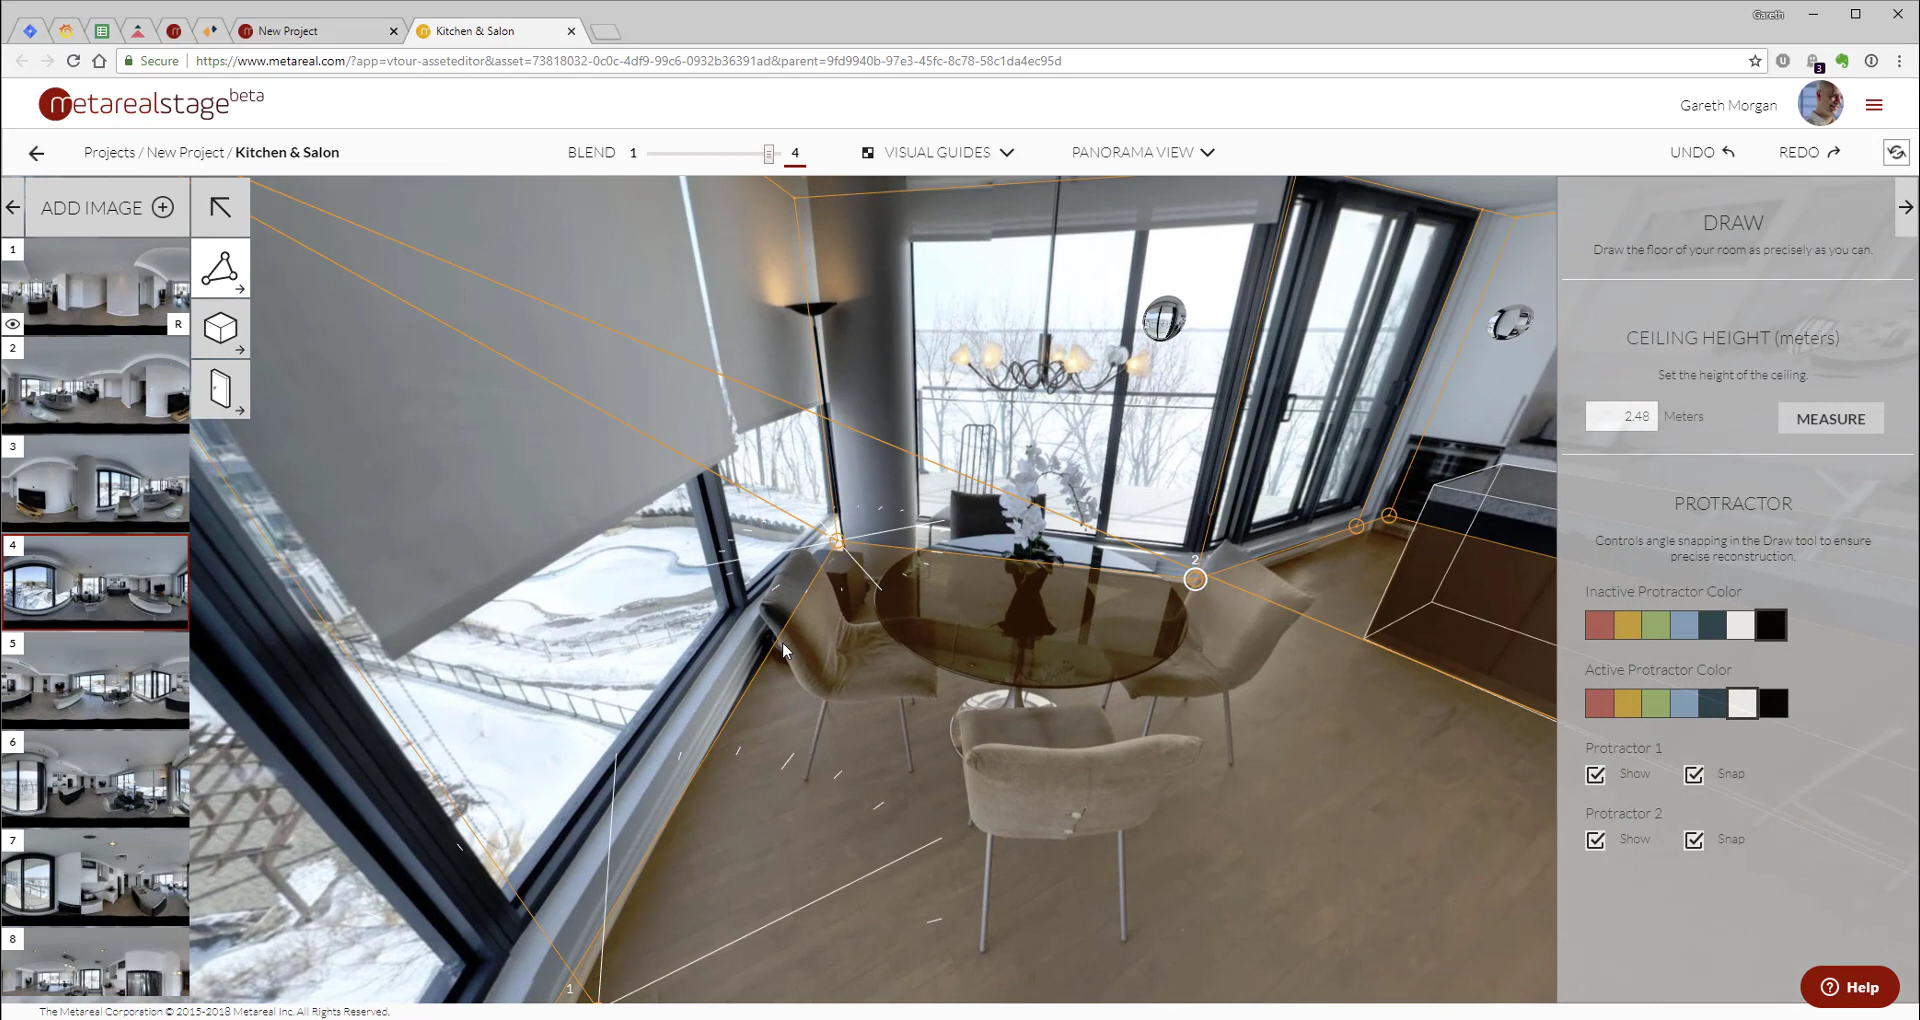 Gareth
New Project
Kitchen & Salon
Secure
https://www.metareal.com/?app=vtour-asseteditor&asset=73818032-0c0c-4df9-99c6-0932b36391ad&parent=9fd9940b-97e3-45fc-8c78-58c1da4ec95d
3
metarealstage beta
Gareth Morgan
Projects / New Project / Kitchen & Salon
BLEND 1 4
VISUAL GUIDES
PANORAMA VIEW
UNDO
REDO
ADD IMAGE
1
R
2
3
4
5
6
7
8
2
1
DRAW
Draw the floor of your room as precisely as you can.
CEILING HEIGHT (meters)
Set the height of the ceiling.
2.48 Meters
MEASURE
PROTRACTOR
Controls angle snapping in the Draw tool to ensure
precise reconstruction.
Inactive Protractor Color
Active Protractor Color
Protractor 1
Show Snap
Protractor 2
Show Snap
Help
The Metareal Corporation © 2015-2018 Metareal Inc. All Rights Reserved.